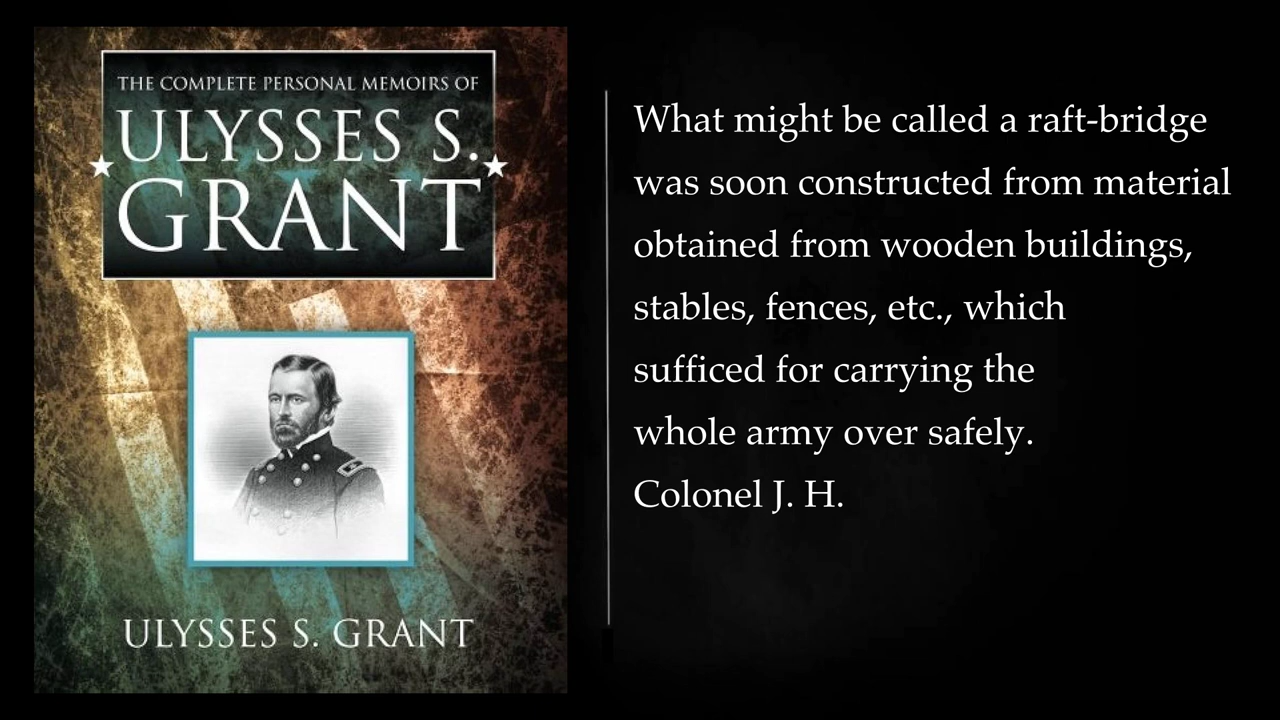 THE COMPLETE PERSONAL MEMOIRS OF
ULYSSES S.
GRANT
ULYSSES S. GRANT
What might be called a raft-bridge
was soon constructed from material
obtained from wooden buildings,
stables, fences, etc., which
sufficed for carrying the
whole army over safely.
Colonel J. H.